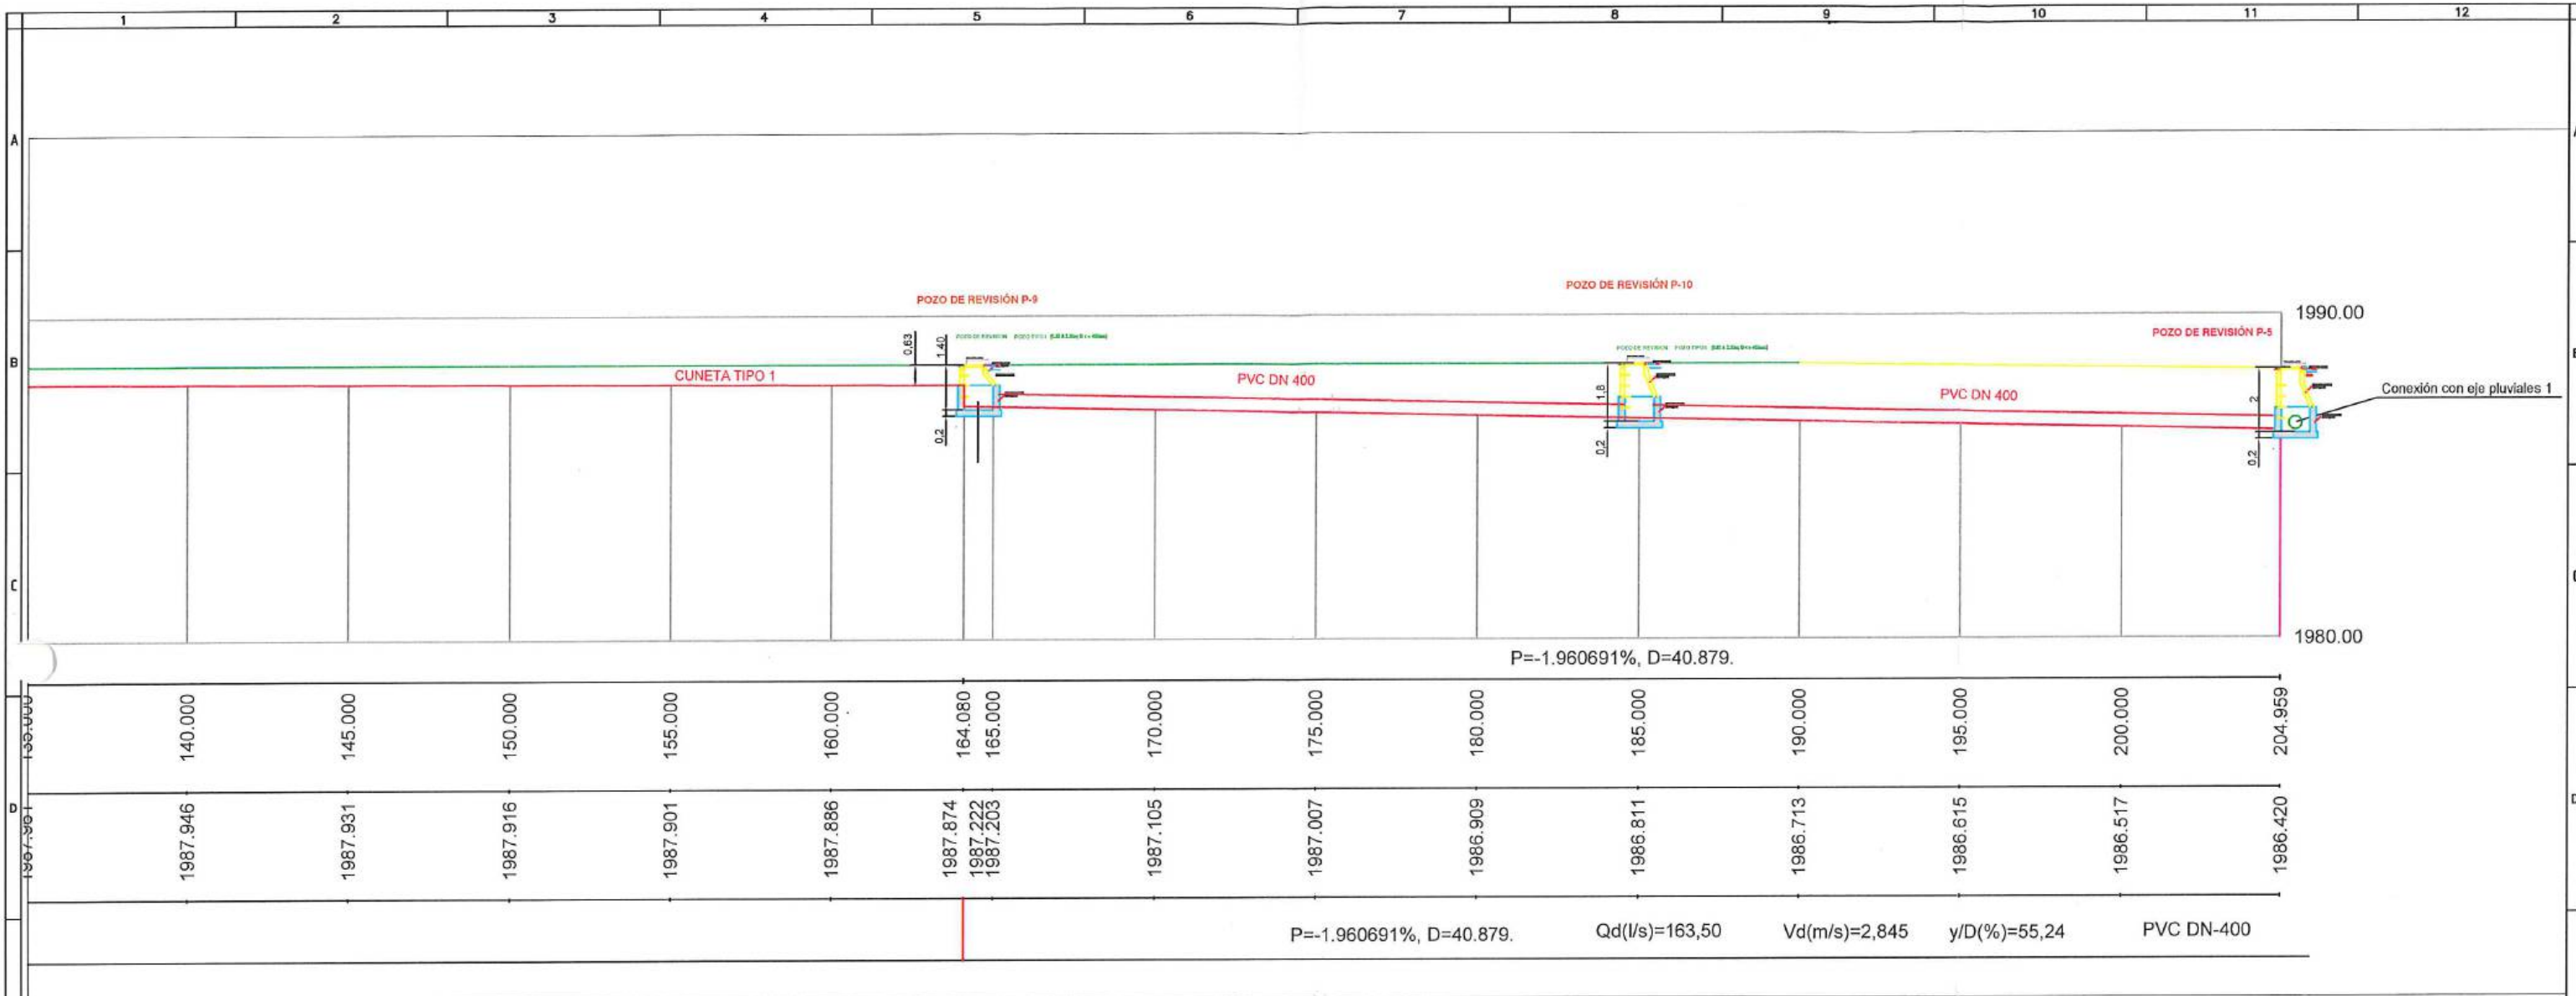 1 2 3 4 5 6 7 8 9 10 11 12
A
POZO DE REVISIÓN P-9
POZO DE REVISIÓN P-10
1990.00
POZO DE REVISIÓN P-5
B
0,63
1.40
CUNETA TIPO 1
PVC DN 400
1,8
PVC DN 400
2
Conexión con eje pluviales 1
0,2
0,2
0,2
C
1980.00
P=-1.960691%, D=40.879.
140.000 145.000 150.000 155.000 160.000 164.080 165.000 170.000 175.000 180.000 185.000 190.000 195.000 200.000 204.959
D
1987.946 1987.931 1987.916 1987.901 1987.886 1987.874 1987.222 1987.203 1987.105 1987.007 1986.909 1986.811 1986.713 1986.615 1986.517 1986.420
P=-1.960691%, D=40.879. Qd(l/s)=163,50 Vd(m/s)=2,845 y/D(%)=55,24 PVC DN-400